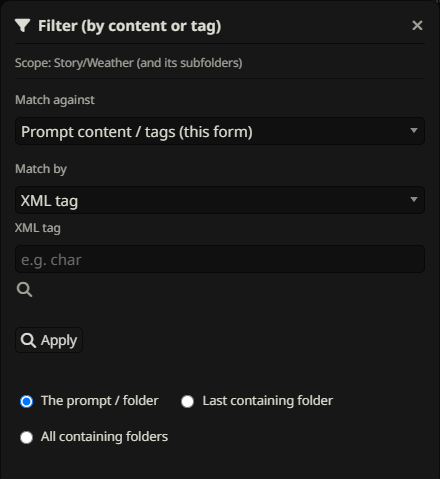 Filter (by content or tag)
Scope: Story/Weather (and its subfolders)
Match against
Prompt content / tags (this form)
Match by
XML tag
XML tag
e.g. char
Apply
The prompt / folder Last containing folder
All containing folders